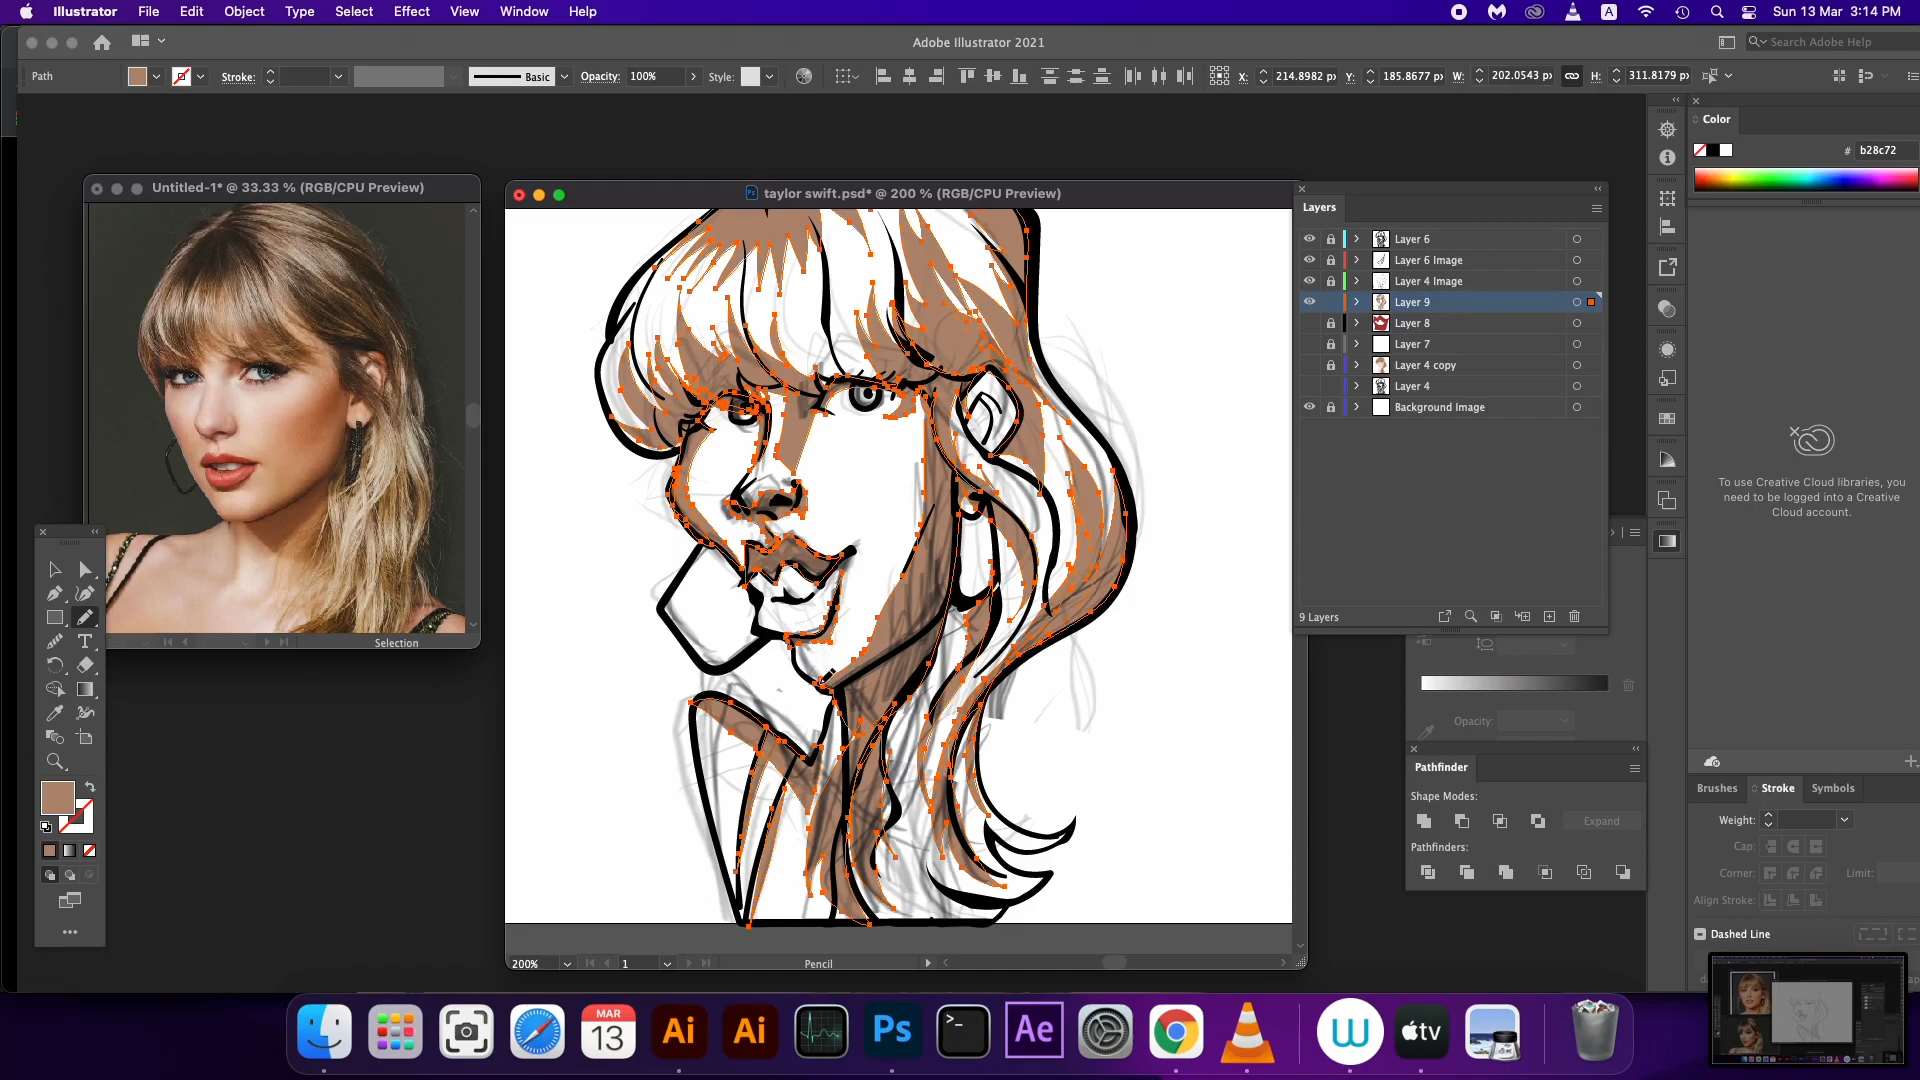 Illustrator File Edit Object Type Select Effect View Window Help A Sun 13 Mar 3:14 PM
Adobe Illustrator 2021 Search Adobe Help
Path Stroke: Basic Opacity: 100% Style: X: 214.8982 px Y: 185.8677 px W: 202.0543 px H: 311.8179 px
Color
# b28c72
Untitled-1* @ 33.33 % (RGB/CPU Preview)
Selection
taylor swift.psd* @ 200 % (RGB/CPU Preview)
200% 1 Pencil
Layers
Layer 6
Layer 6 Image
Layer 4 Image
Layer 9
Layer 8
Layer 7
Layer 4 copy
Layer 4
Background Image
9 Layers
To use Creative Cloud libraries, you
need to be logged into a Creative
Cloud account.
Opacity:
Pathfinder
Shape Modes:
Expand
Pathfinders:
Brushes Stroke Symbols
Weight:
Cap:
Corner: Limit:
Align Stroke:
Dashed Line
MAR
13
Ai Ai Ps >_ Ae W tv